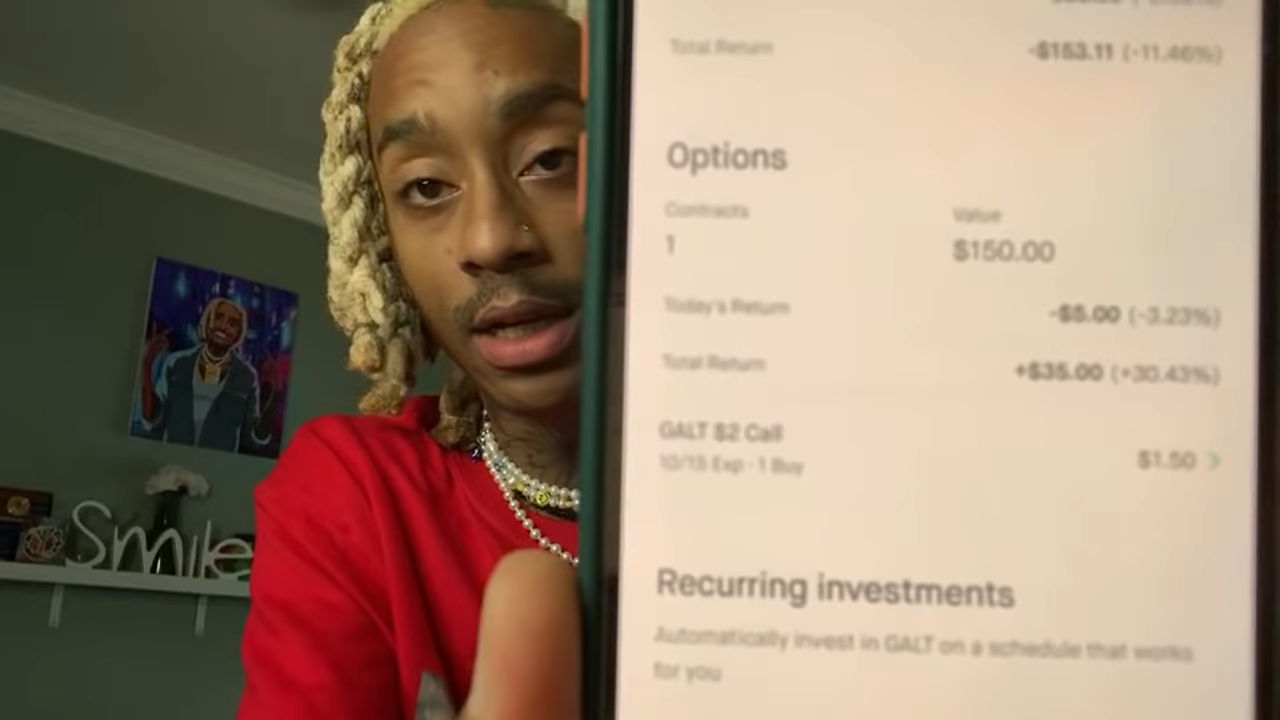 Total Return
-$153.11 (-11.46%)
Options
Contracts
Value
1
$150.00
Today's Return
-$5.00 (-3.23%)
Total Return
+$35.00 (+30.43%)
GALT $2 Call
10/15 Exp · 1 Buy
$1.50
Recurring investments
Automatically invest in GALT on a schedule that works
for you
Smile